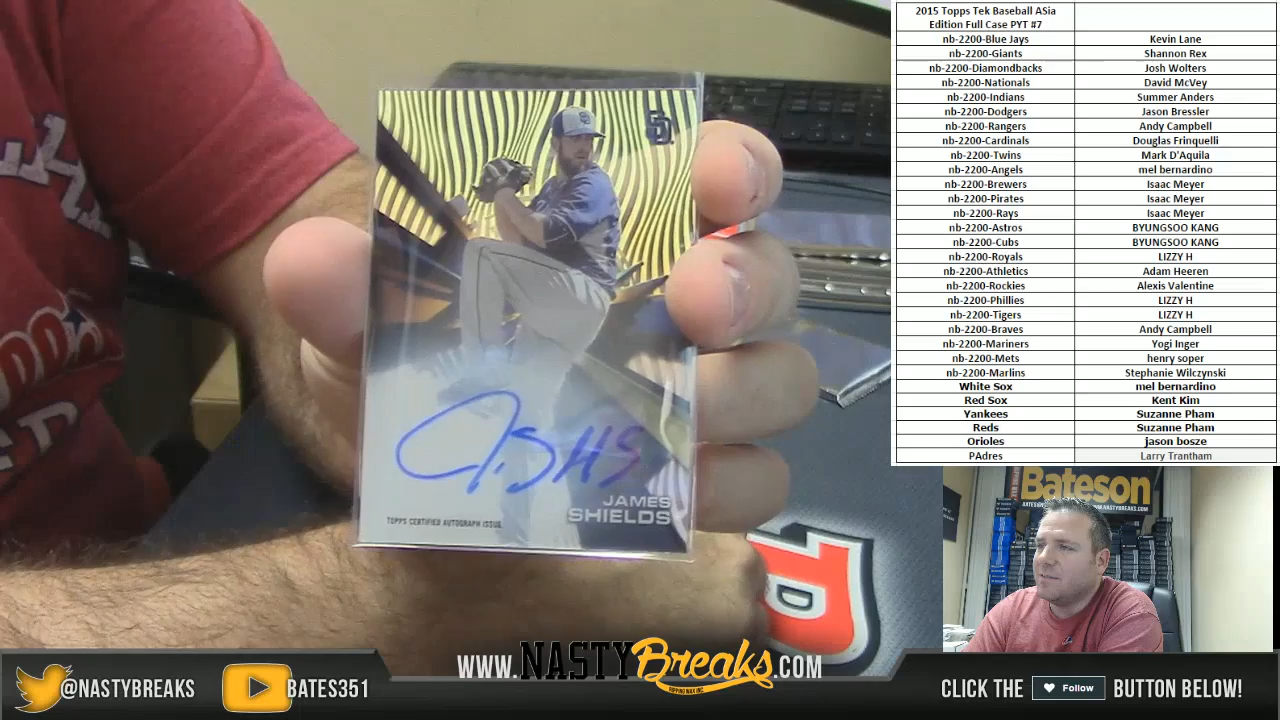 2015 Topps Tek Baseball ASia
Edition Full Case PYT #7
nb-2200-Blue Jays Kevin Lane
nb-2200-Giants Shannon Rex
nb-2200-Diamondbacks Josh Wolters
nb-2200-Nationals David McVey
nb-2200-Indians Summer Anders
nb-2200-Dodgers Jason Bressler
nb-2200-Rangers Andy Campbell
nb-2200-Cardinals Douglas Frinquelli
nb-2200-Twins Mark D'Aquila
nb-2200-Angels mel bernardino
nb-2200-Brewers Isaac Meyer
nb-2200-Pirates Isaac Meyer
nb-2200-Rays Isaac Meyer
nb-2200-Astros BYUNGSOO KANG
nb-2200-Cubs BYUNGSOO KANG
nb-2200-Royals LIZZY H
nb-2200-Athletics Adam Heeren
nb-2200-Rockies Alexis Valentine
nb-2200-Phillies LIZZY H
nb-2200-Tigers LIZZY H
nb-2200-Braves Andy Campbell
nb-2200-Mariners Yogi Inger
nb-2200-Mets henry soper
nb-2200-Marlins Stephanie Wilczynski
White Sox mel bernardino
Red Sox Kent Kim
Yankees Suzanne Pham
Reds Suzanne Pham
Orioles jason bosze
PAdres Larry Trantham
SD
JAMES
SHIELDS
TOPPS CERTIFIED AUTOGRAPH ISSUE
Bateson
WWW.NASTYBreaks.COM
RIPPING WAX INC.
@NASTYBREAKS
BATES351
CLICK THE Follow BUTTON BELOW!